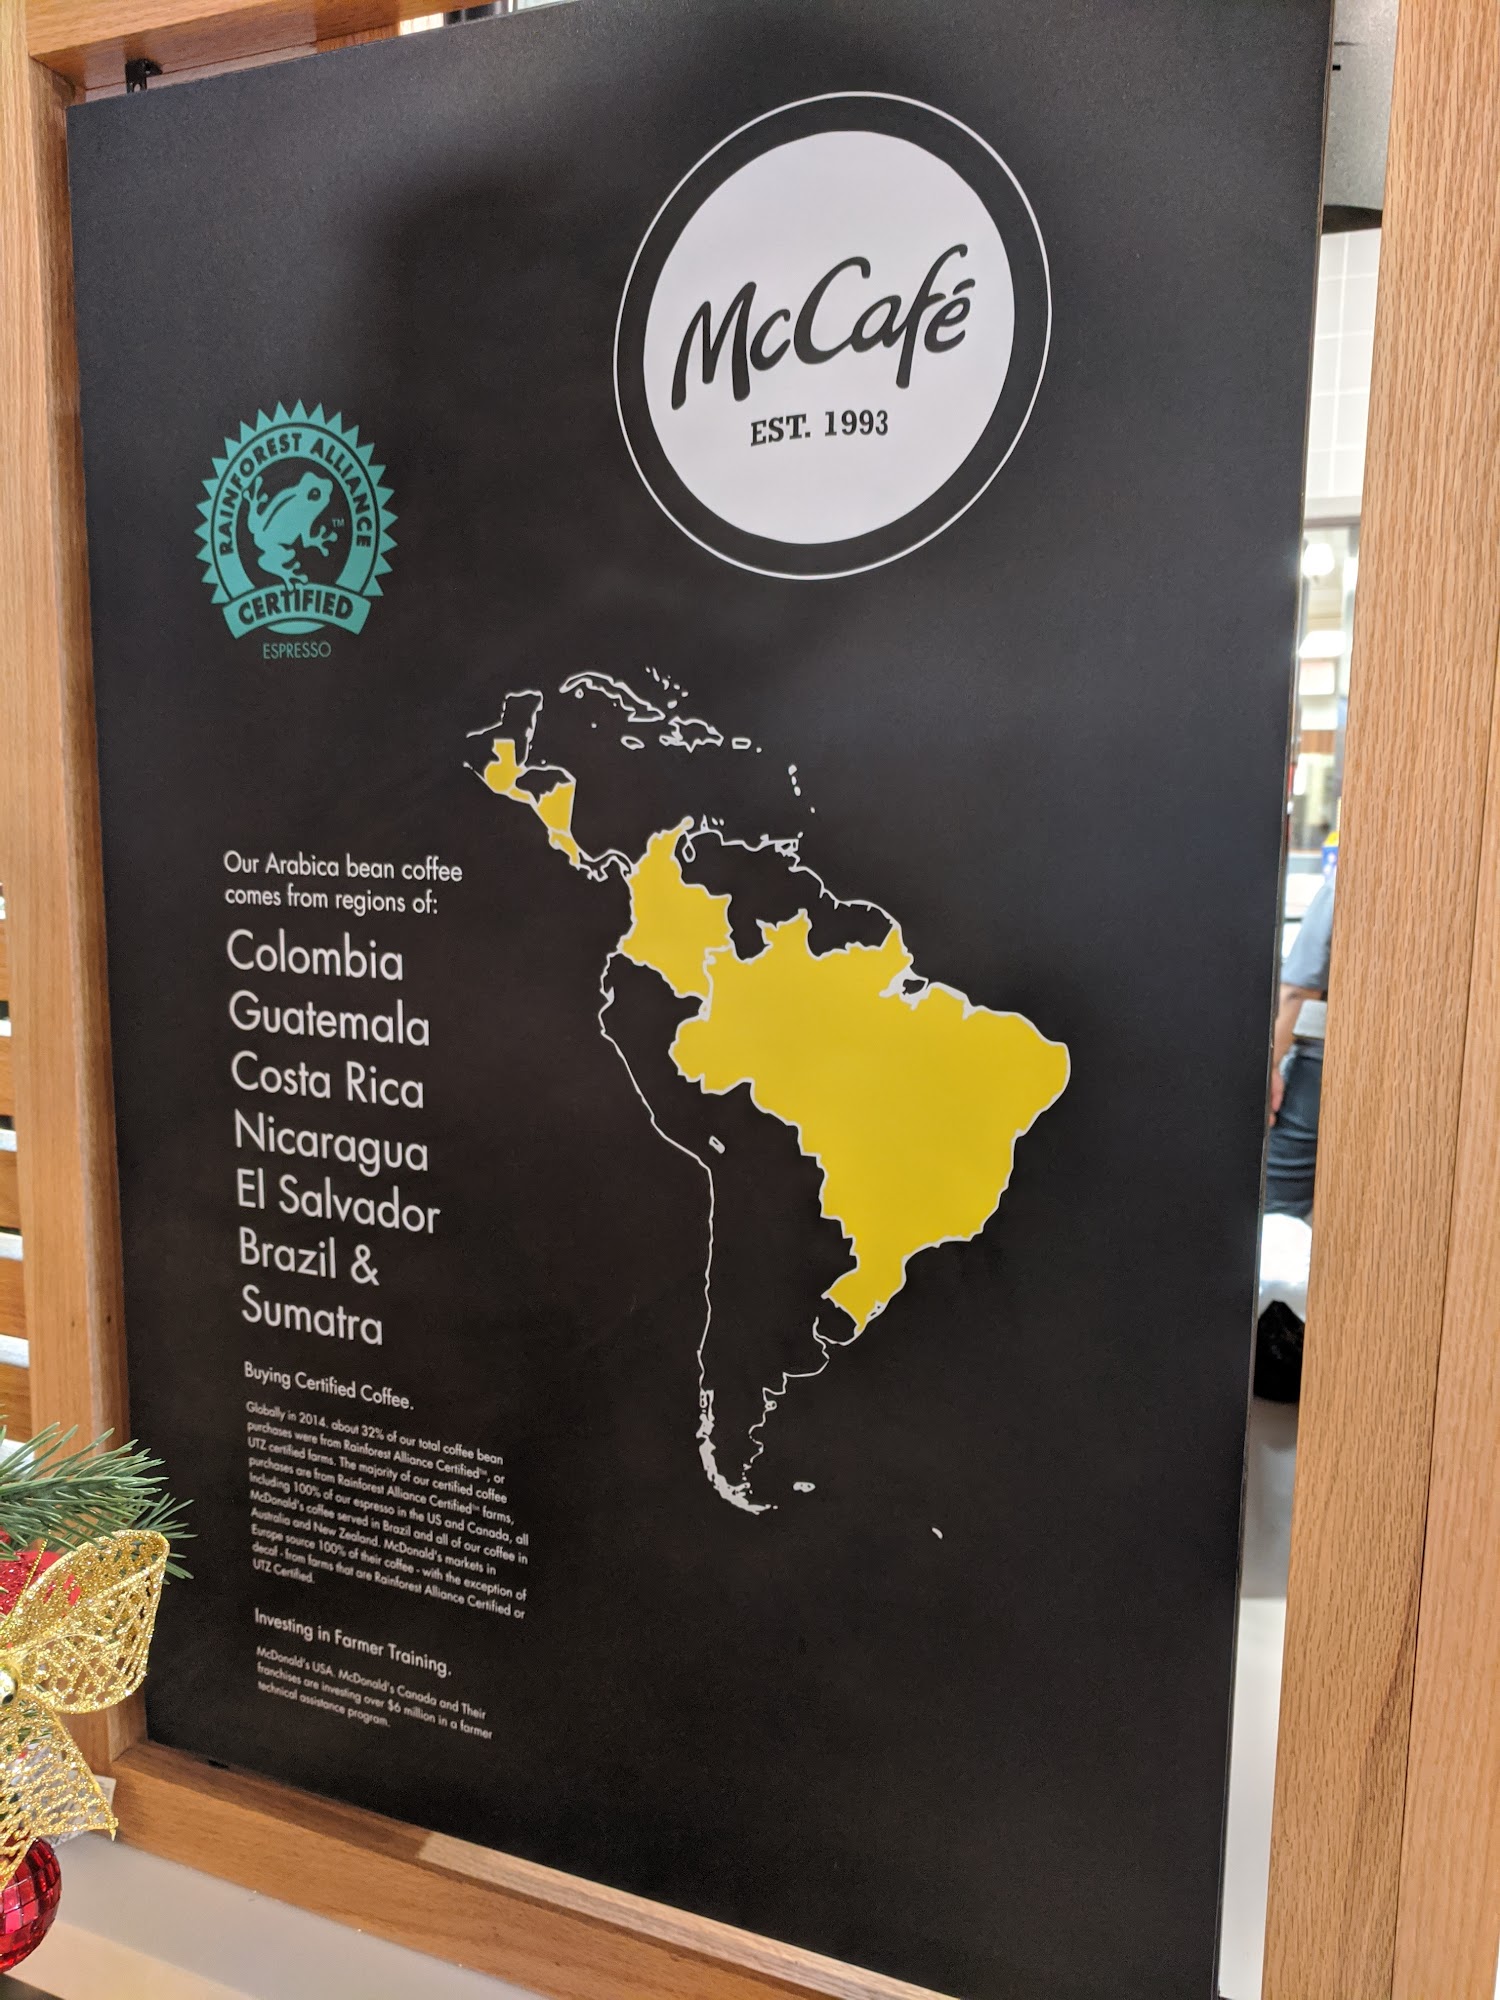 McCafé
EST. 1993
RAINFOREST ALLIANCE
TM
CERTIFIED
ESPRESSO
Our Arabica bean coffee
comes from regions of:
Colombia
Guatemala
Costa Rica
Nicaragua
El Salvador
Brazil &
Sumatra
Buying Certified Coffee.
Globally in 2014, about 32% of our total coffee bean
purchases were from Rainforest Alliance Certified™, or
UTZ certified farms. The majority of our certified coffee
purchases are from Rainforest Alliance Certified™ farms,
Including 100% of our espresso in the US and Canada, all
McDonald's coffee served in Brazil and all of our coffee in
Australia and New Zealand. McDonald's markets in
Europe source 100% of their coffee - with the exception of
decaf - from farms that are Rainforest Alliance Certified or
UTZ Certified.
Investing in Farmer Training.
McDonald's USA. McDonald's Canada and Their
franchises are investing over $6 million in a farmer
technical assistance program.